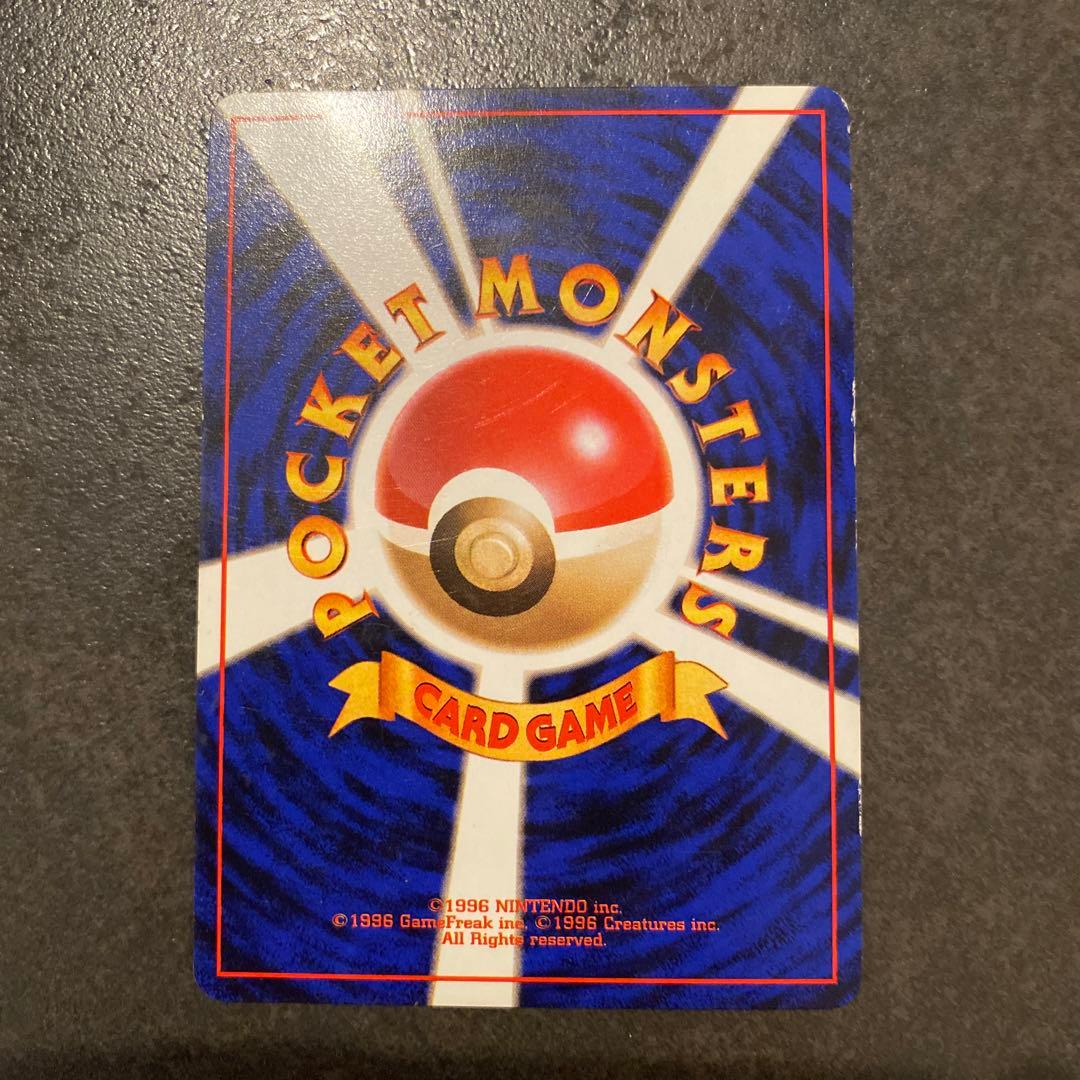 POCKET MONSTERS
CARD GAME
©1996 NINTENDO inc.
©1996 GameFreak inc. ©1996 Creatures inc.
All Rights reserved.